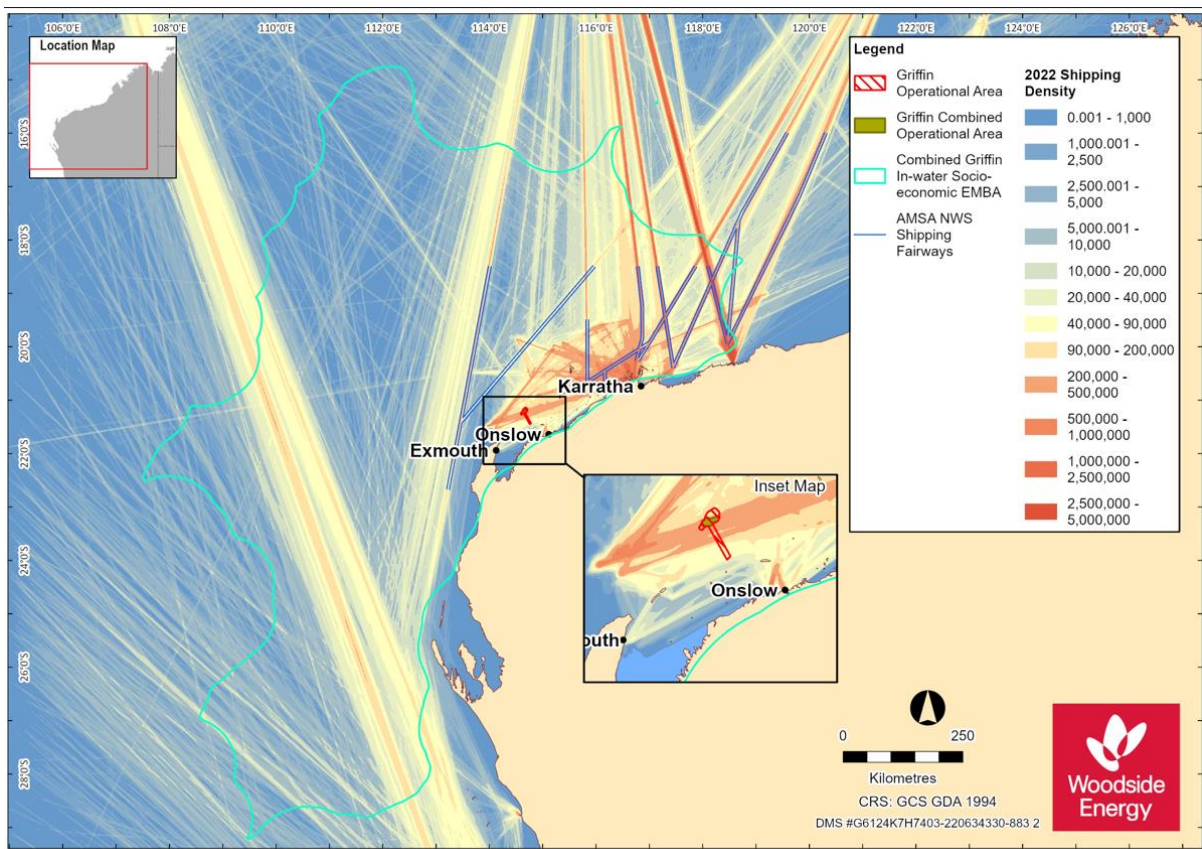 106°0'E
108°0'E
110°0'E
112°0'E
114°0'E
116°0'E
118°0'E
120°0'E
122°0'E
124°0'E
126°0'E
Location Map
16°0'S
18°0'S
20°0'S
22°0'S
24°0'S
26°0'S
28°0'S
Legend
Griffin
Operational Area
Griffin Combined
Operational Area
Combined Griffin
In-water Socio-
economic EMBA
AMSA NWS
Shipping
Fairways
2022 Shipping
Density
0.001 - 1,000
1,000.001 -
2,500
2,500.001 -
5,000
5,000.001 -
10,000
10,000 - 20,000
20,000 - 40,000
40,000 - 90,000
90,000 - 200,000
200,000 -
500,000
500,000 -
1,000,000
1,000,000 -
2,500,000
2,500,000 -
5,000,000
Karratha
Onslow
Exmouth
Inset Map
Onslow
outh
0 250
Kilometres
CRS: GCS GDA 1994
DMS #G6124K7H7403-220634330-883 2
Woodside
Energy